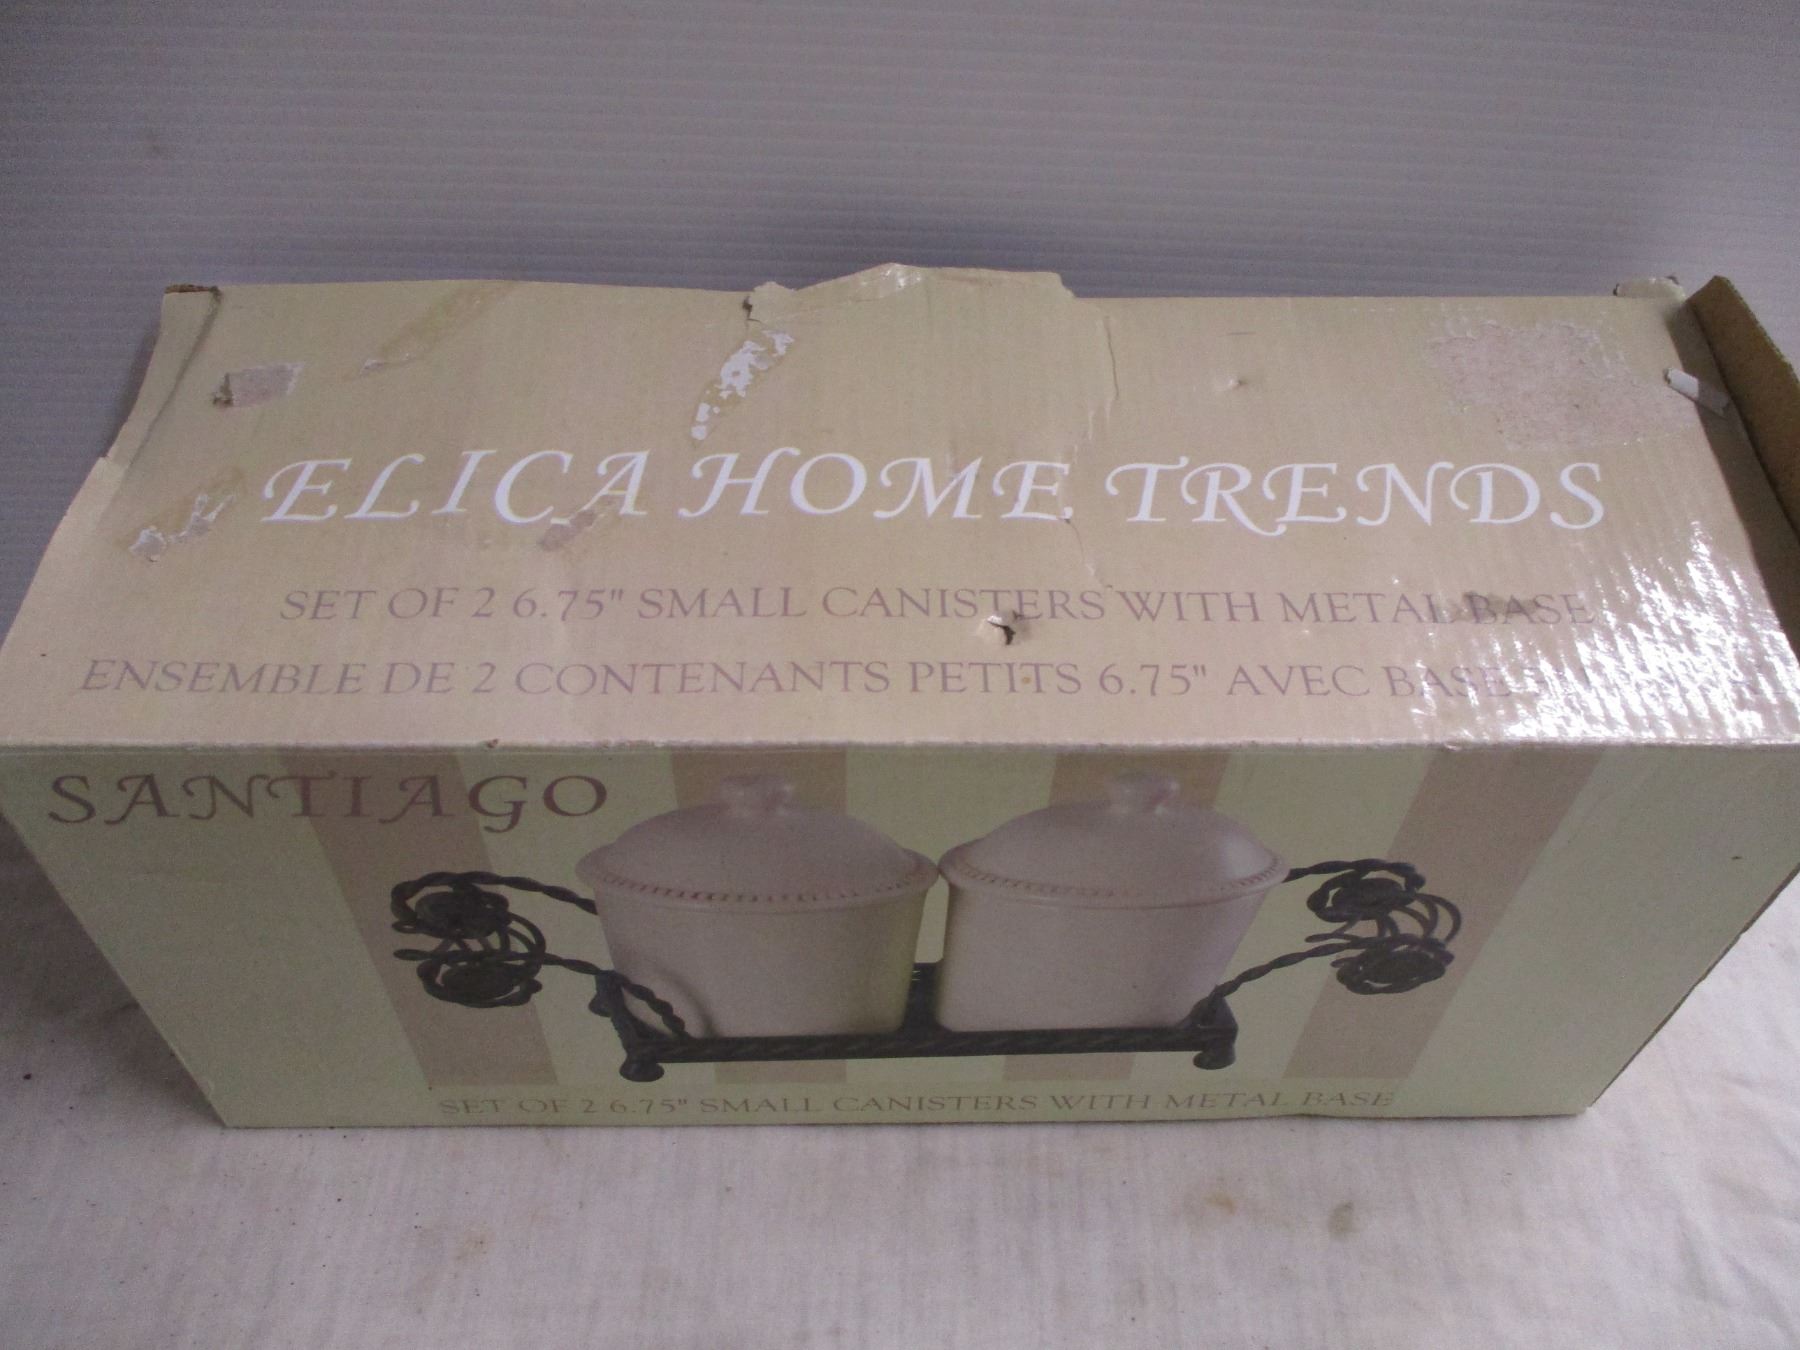 ELICA HOME TRENDS
SET OF 2 6.75" SMALL CANISTERS WITH METAL BASE
ENSEMBLE DE 2 CONTENANTS PETITS 6.75" AVEC BASE
SANTIAGO
SET OF 2 6.75" SMALL CANISTERS WITH METAL BASE